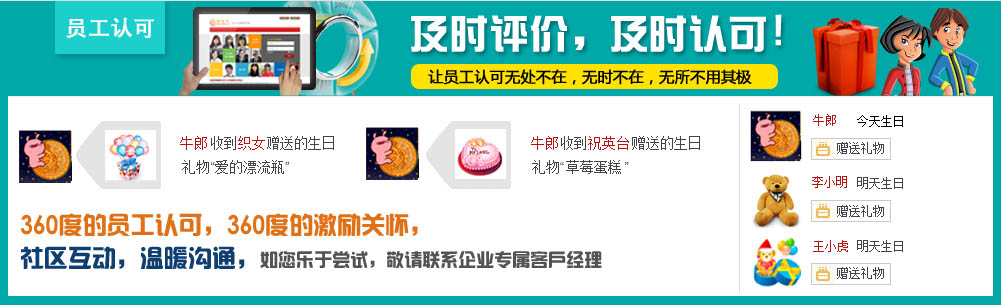 员工认可
及时评价，及时认可！
让员工认可无处不在，无时不在，无所不用其极
牛郎收到织女赠送的生日
礼物“爱的漂流瓶”
牛郎收到祝英台赠送的生日
礼物“草莓蛋糕 ”
360度的员工认可，360度的激励关怀，
社区互动，温暖沟通，如您乐于尝试，敬请联系企业专属客户经理
牛郎 今天生日
赠送礼物
李小明 明天生日
赠送礼物
王小虎 明天生日
赠送礼物